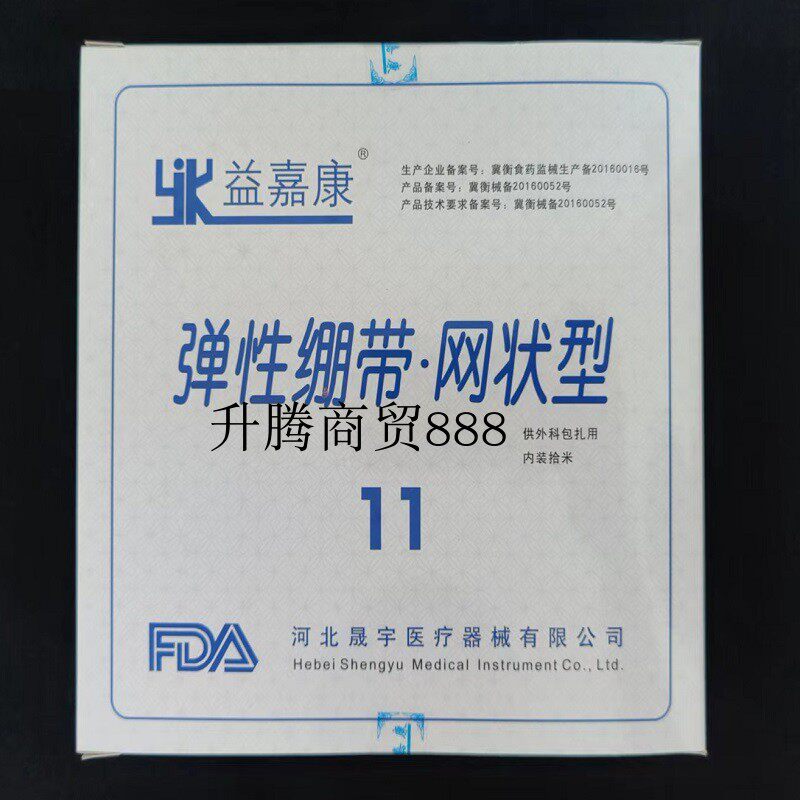 YJK 益嘉康®
生产企业备案号：冀衡食药监械生产备20160016号
产品备案号：冀衡械备20160052号
产品技术要求备案号：冀衡械备20160052号
弹性绷带·网状型
升腾商贸888
供外科包扎用
内装拾米
11
FDA
河北晟宇医疗器械有限公司
Hebei Shengyu Medical Instrument Co., Ltd.